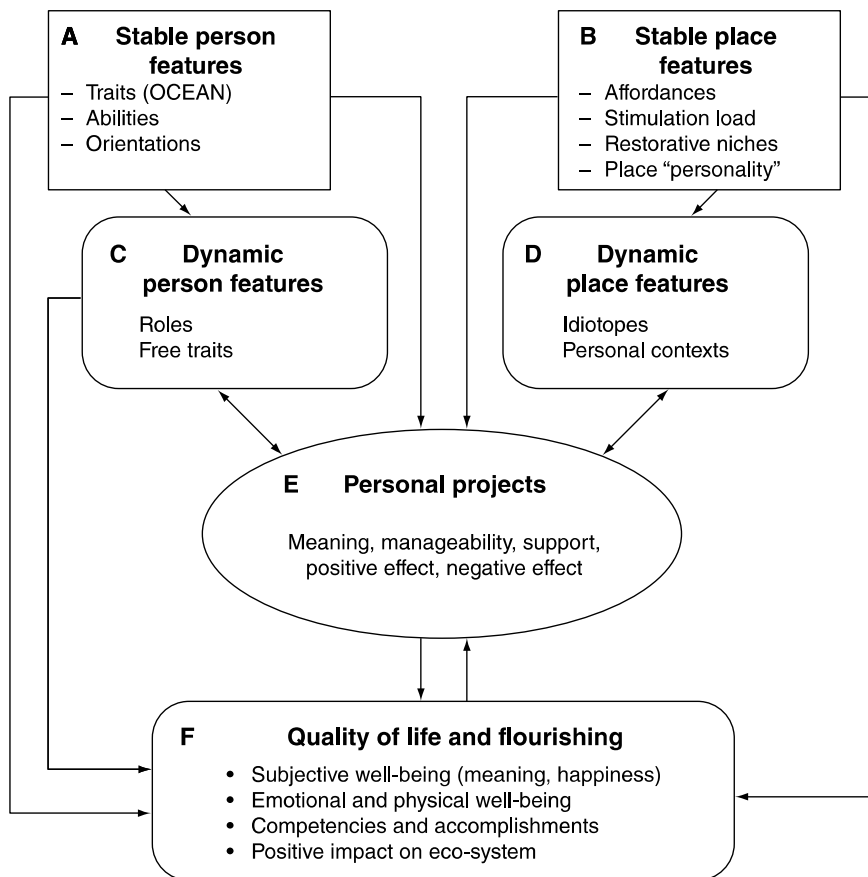 A Stable person
features
– Traits (OCEAN)
– Abilities
– Orientations
B Stable place
features
– Affordances
– Stimulation load
– Restorative niches
– Place “personality”
C Dynamic
person features
Roles
Free traits
D Dynamic
place features
Idiotopes
Personal contexts
E Personal projects
Meaning, manageability, support,
positive effect, negative effect
F Quality of life and flourishing
• Subjective well-being (meaning, happiness)
• Emotional and physical well-being
• Competencies and accomplishments
• Positive impact on eco-system